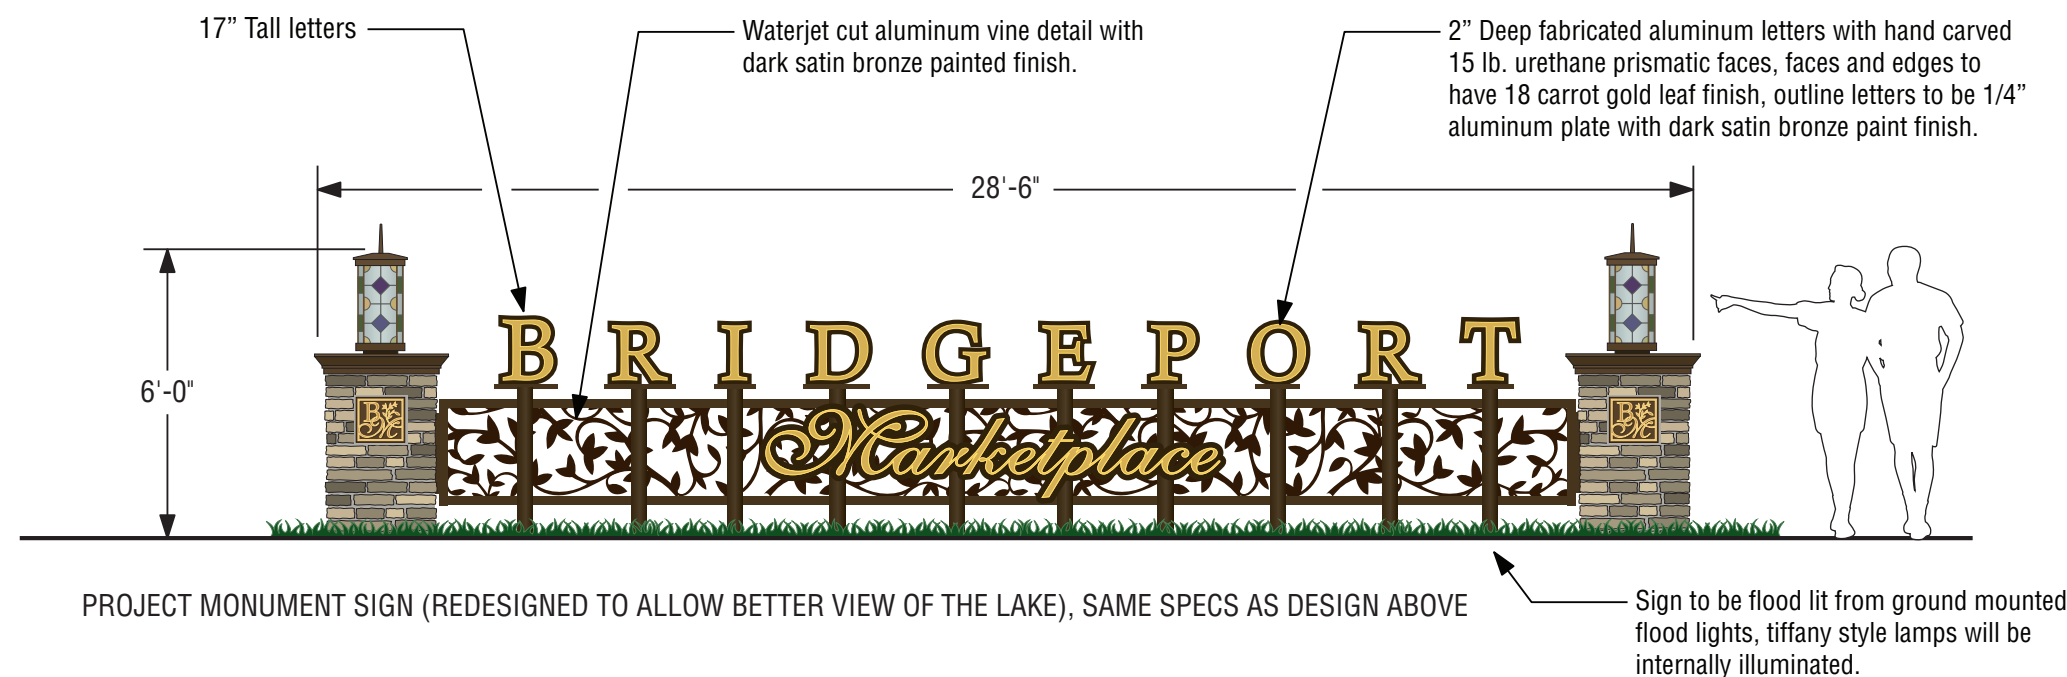 17” Tall letters
Waterjet cut aluminum vine detail with
dark satin bronze painted finish.
2” Deep fabricated aluminum letters with hand carved
15 lb. urethane prismatic faces, faces and edges to
have 18 carrot gold leaf finish, outline letters to be 1/4”
aluminum plate with dark satin bronze paint finish.
28'-6"
6'-0"
BRIDGEPORT
Marketplace
BM
BM
PROJECT MONUMENT SIGN (REDESIGNED TO ALLOW BETTER VIEW OF THE LAKE), SAME SPECS AS DESIGN ABOVE
Sign to be flood lit from ground mounted
flood lights, tiffany style lamps will be
internally illuminated.